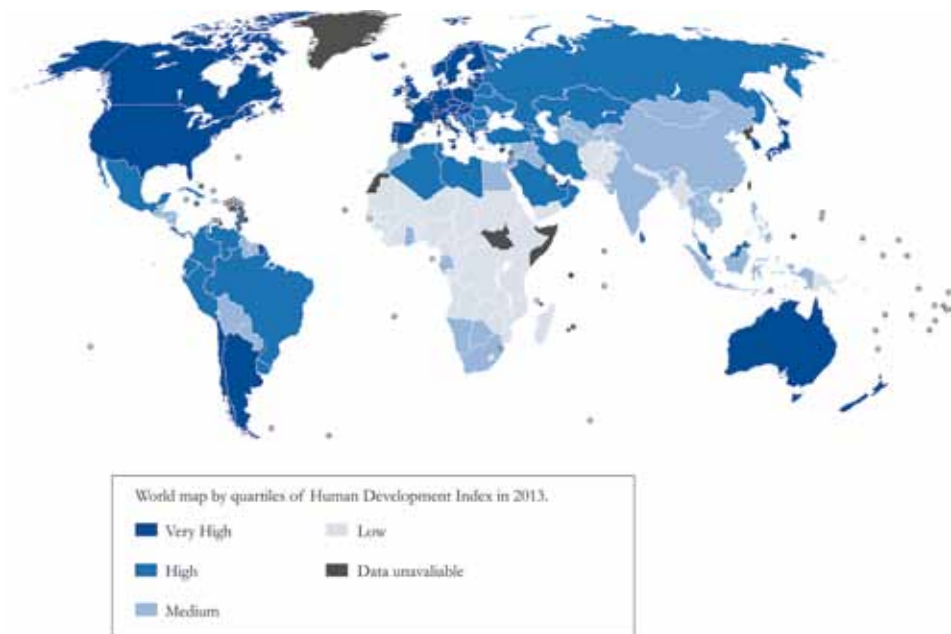 World map by quartiles of Human Development Index in 2013.
Very High
Low
High
Data unavaliable
Medium